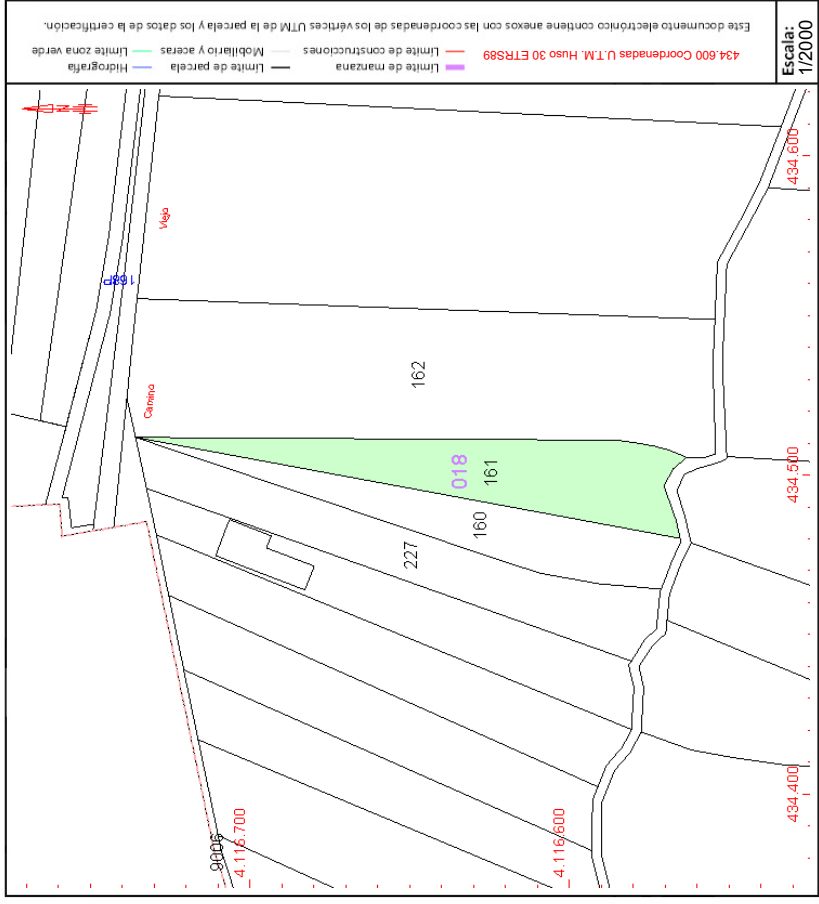 Este documento electrónico contiene anexos con las coordenadas de los vértices UTM de la parcela y los datos de la certificación.
434.600 Coordenadas U.T.M. Huso 30 ETRS89
Límite de manzana
Límite de parcela
Hidrografía
Límite de construcciones
Mobiliario y aceras
Límite zona verde
Escala:
1/2000
N
168p
Viejo
Camino
162
018
161
160
227
9006
4.116.700
4.116.600
434.600
434.500
434.400